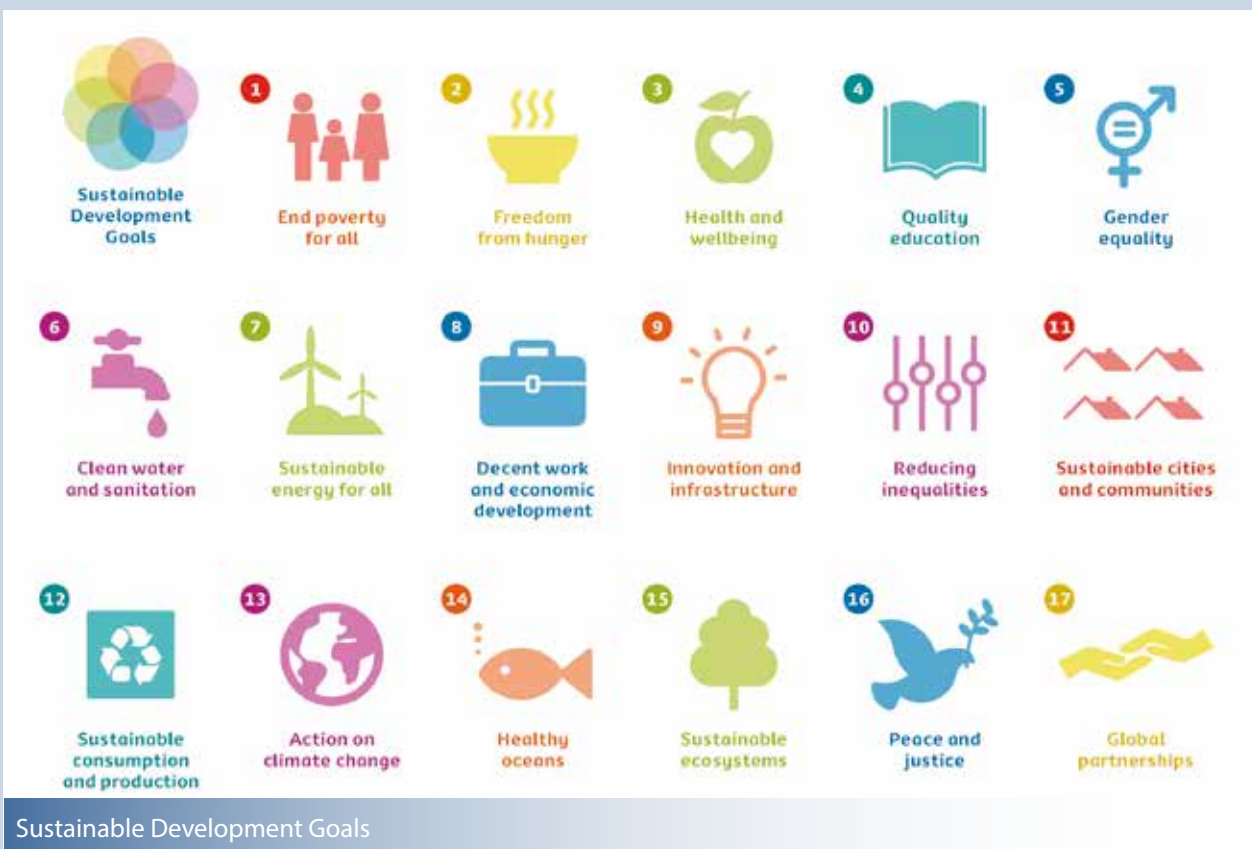 Sustainable
Development
Goals
1
End poverty
for all
2
Freedom
from hunger
3
Health and
wellbeing
4
Quality
education
5
Gender
equality
6
Clean water
and sanitation
7
Sustainable
energy for all
8
Decent work
and economic
development
9
Innovation and
infrastructure
10
Reducing
inequalities
11
Sustainable cities
and communities
12
Sustainable
consumption
and production
13
Action on
climate change
14
Healthy
oceans
15
Sustainable
ecosystems
16
Peace and
justice
17
Global
partnerships
Sustainable Development Goals